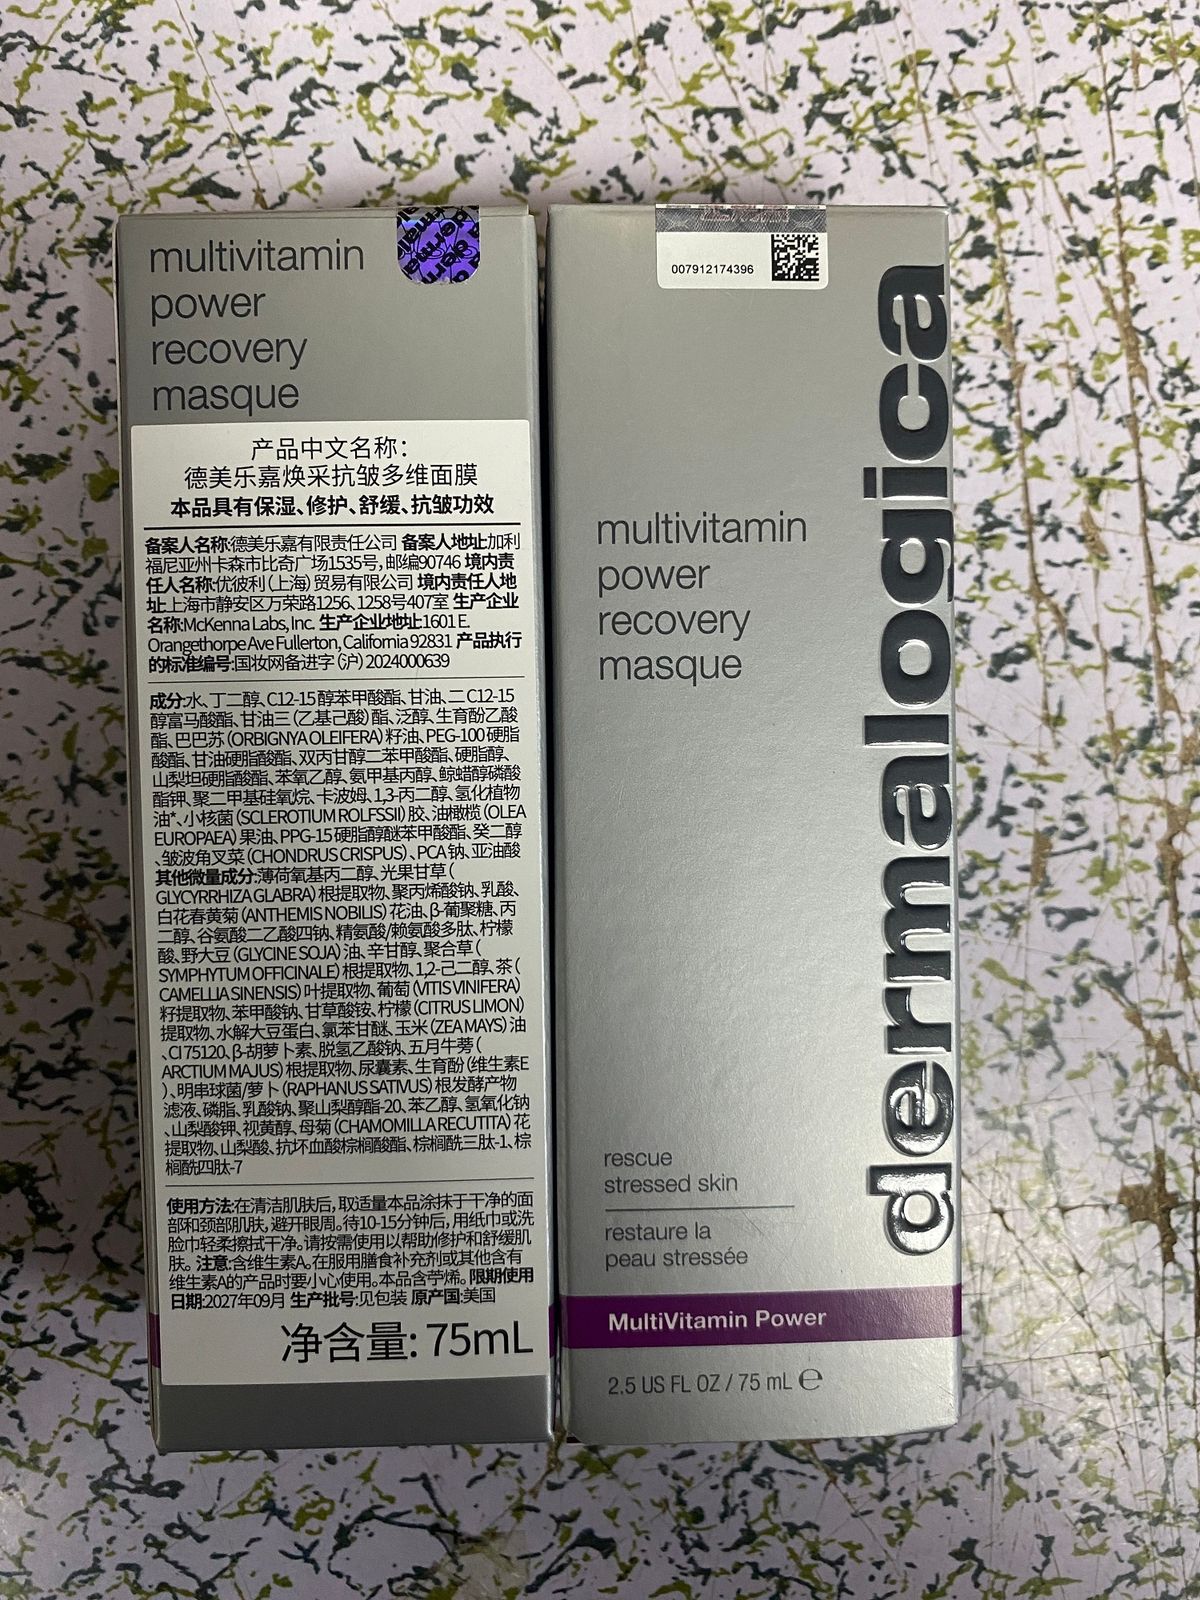 multivitamin
power
recovery
masque
产品中文名称:
德美乐嘉焕采抗皱多维面膜
本品具有保湿、修护、舒缓、抗皱功效
备案人名称:德美乐嘉有限责任公司 备案人地址加利
福尼亚州卡森市比奇广场1535号, 邮编90746 境内责
任人名称:优彼利(上海)贸易有限公司 境内责任人地
址上海市静安区万荣路1256、1258号407室 生产企业
名称:McKenna Labs, Inc. 生产企业地址1601 E.
Orangethorpe Ave Fullerton, California 92831 产品执行
的标准编号:国妆网备进字(沪)2024000639
成分:水、丁二醇、C12-15醇苯甲酸酯、甘油、二C12-15
醇富马酸酯、甘油三(乙基己酸)酯、泛醇、生育酚乙酸
酯、巴巴苏(ORBIGNYA OLEIFERA)籽油、PEG-100硬脂
酸酯、甘油硬脂酸酯、双丙甘醇二苯甲酸酯、硬脂醇、
山梨坦硬脂酸酯、苯氧乙醇、氨甲基丙醇、鲸蜡醇磷酸
酯钾、聚二甲基硅氧烷、卡波姆、1,3-丙二醇、氢化植物
油*、小核菌(SCLEROTIUM ROLFSSII)胶、油橄榄(OLEA
EUROPAEA)果油、PPG-15硬脂醇醚苯甲酸酯、癸二醇
、皱波角叉菜(CHONDRUS CRISPUS)、PCA钠、亚油酸
其他微量成分:薄荷氧基丙二醇、光果甘草(
GLYCYRRHIZA GLABRA)根提取物、聚丙烯酸钠、乳酸、
白花春黄菊(ANTHEMIS NOBILIS)花油、β-葡聚糖、丙
二醇、谷氨酸二乙酸四钠、精氨酸/赖氨酸多肽、柠檬
酸、野大豆(GLYCINE SOJA)油、辛甘醇、聚合草(
SYMPHYTUM OFFICINALE)根提取物、1,2-己二醇、茶(
CAMELLIA SINENSIS)叶提取物、葡萄(VITIS VINIFERA)
籽提取物、苯甲酸钠、甘草酸铵、柠檬(CITRUS LIMON)
提取物、水解大豆蛋白、氯苯甘醚、玉米(ZEA MAYS)油
、CI 75120、β-胡萝卜素、脱氢乙酸钠、五月牛蒡(
ARCTIUM MAJUS)根提取物、尿囊素、生育酚(维生素E
)、明串球菌/萝卜(RAPHANUS SATIVUS)根发酵产物
滤液、磷脂、乳酸钠、聚山梨醇酯-20、苯乙醇、氢氧化钠
、山梨酸钾、视黄醇、母菊(CHAMOMILLA RECUTITA)花
提取物、山梨酸、抗坏血酸棕榈酸酯、棕榈酰三肽-1、棕
榈酰四肽-7
使用方法:在清洁肌肤后, 取适量本品涂抹于干净的面
部和颈部肌肤, 避开眼周。待10-15分钟后, 用纸巾或洗
脸巾轻柔擦拭干净。请按需使用以帮助修护和舒缓肌
肤。注意:含维生素A。在服用膳食补充剂或其他含有
维生素A的产品时要小心使用。本品含苧烯。限期使用
日期:2027年09月 生产批号:见包装 原产国:美国
净含量: 75mL
007912174396
dermalogica
multivitamin
power
recovery
masque
rescue
stressed skin
restaure la
peau stressée
MultiVitamin Power
2.5 US FL OZ / 75 mL ℮